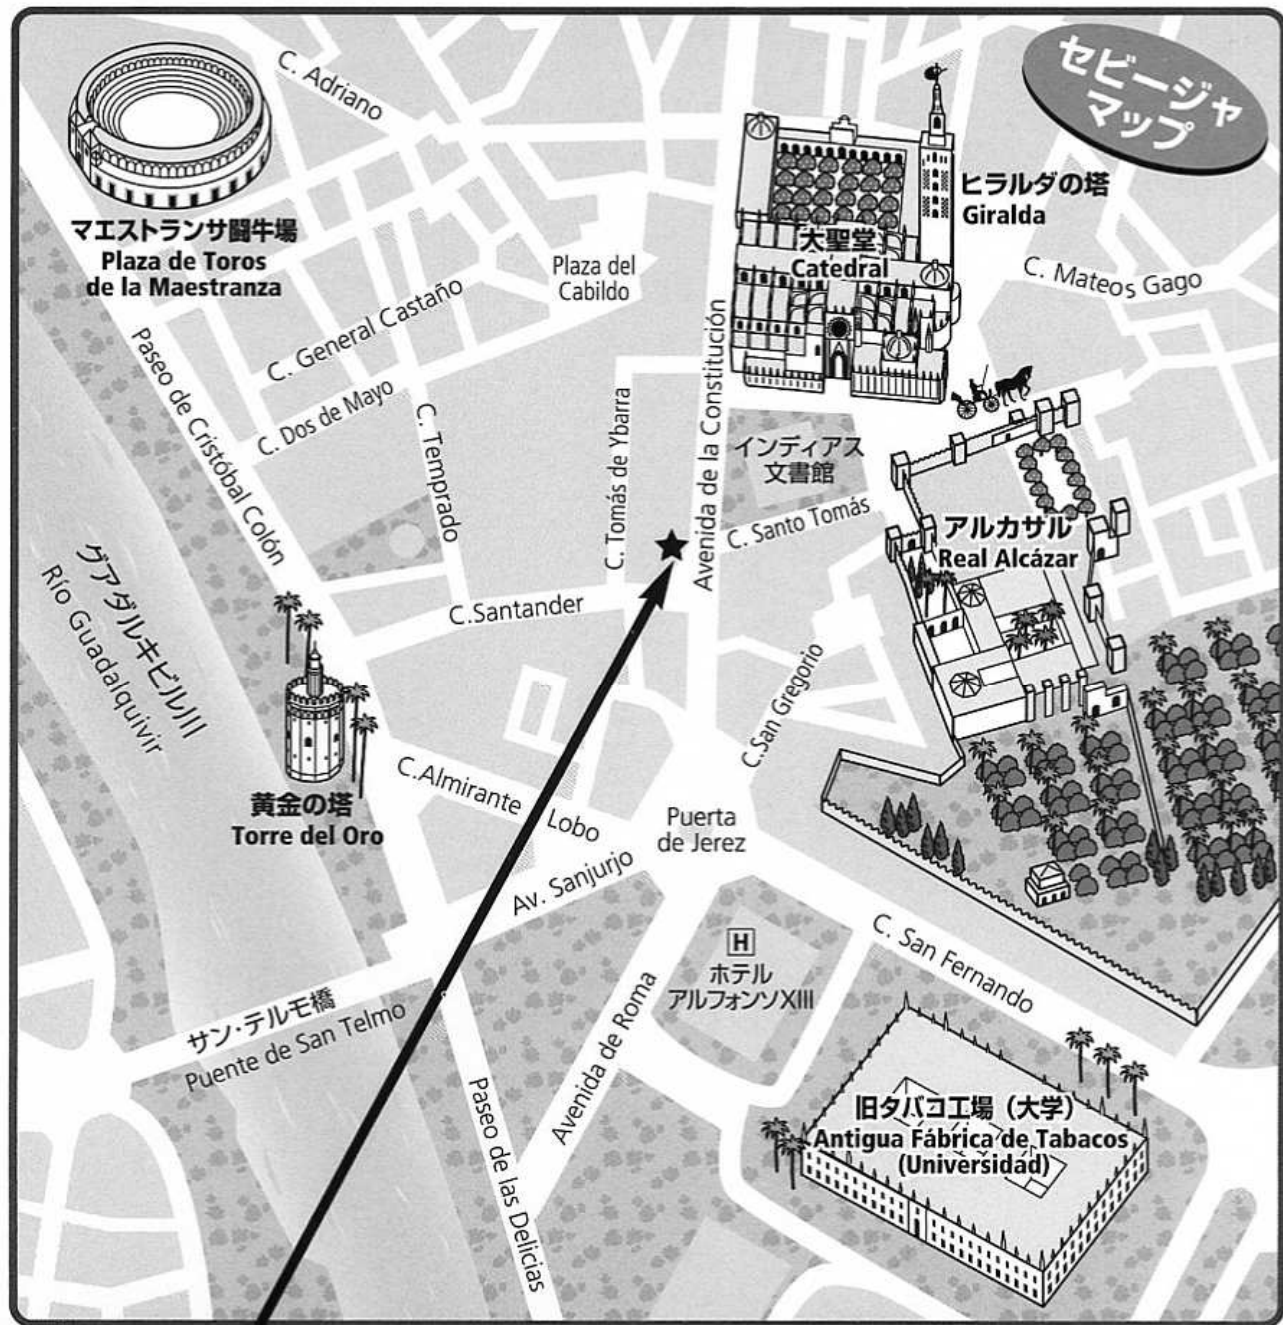 セビージャ
マップ
C. Adriano
マエストランサ闘牛場
Plaza de Toros
de la Maestranza
ヒラルダの塔
Giralda
大聖堂
Catedral
C. Mateos Gago
Plaza del
Cabildo
C. General Castaño
Paseo de Cristóbal Colón
C. Dos de Mayo
C. Temprado
C. Tomás de Ybarra
Avenida de la Constitución
インディアス
文書館
C. Santo Tomás
アルカサル
Real Alcázar
グアダルキビル川
Río Guadalquivir
C.Santander
C.San Gregorio
黄金の塔
Torre del Oro
C.Almirante Lobo
Puerta
de Jerez
Av. Sanjurjo
H
ホテル
アルフォンソXIII
C. San Fernando
サン・テルモ橋
Puente de San Telmo
Avenida de Roma
Paseo de las Delicias
旧タバコ工場（大学）
Antigua Fábrica de Tabacos
(Universidad)